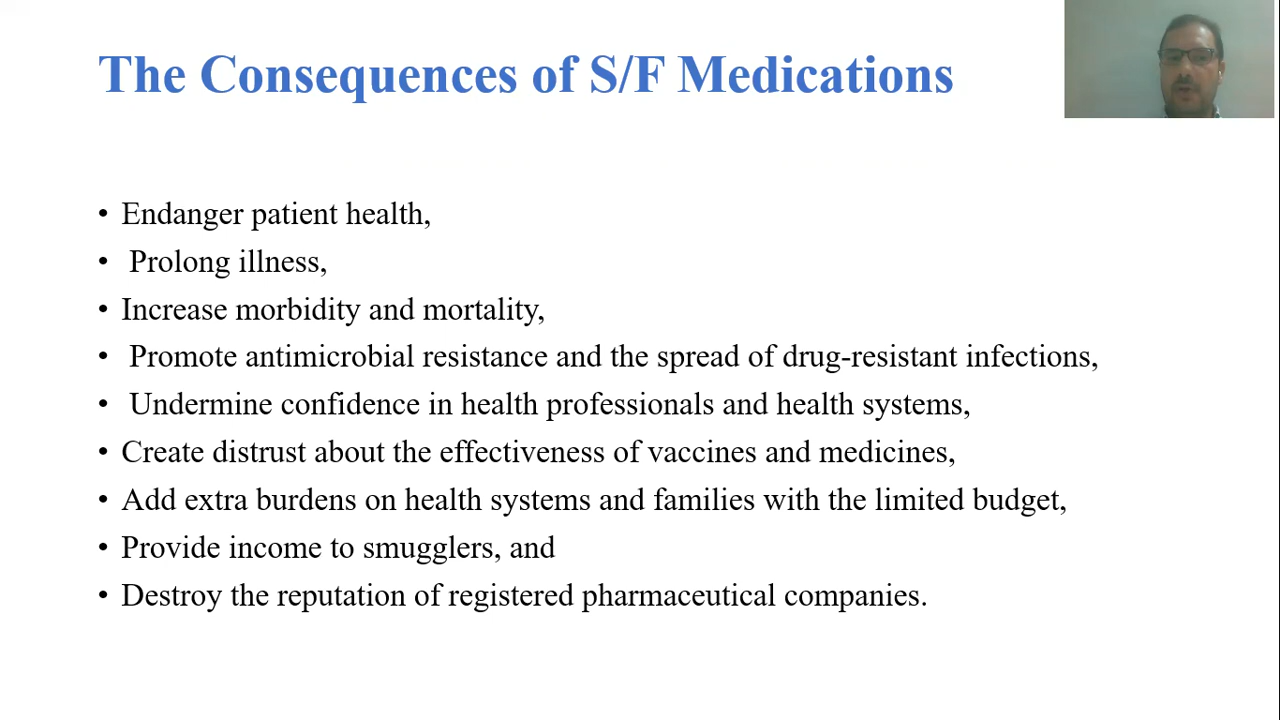 The Consequences of S/F Medications
• Endanger patient health,
• Prolong illness,
• Increase morbidity and mortality,
• Promote antimicrobial resistance and the spread of drug-resistant infections,
• Undermine confidence in health professionals and health systems,
• Create distrust about the effectiveness of vaccines and medicines,
• Add extra burdens on health systems and families with the limited budget,
• Provide income to smugglers, and
• Destroy the reputation of registered pharmaceutical companies.